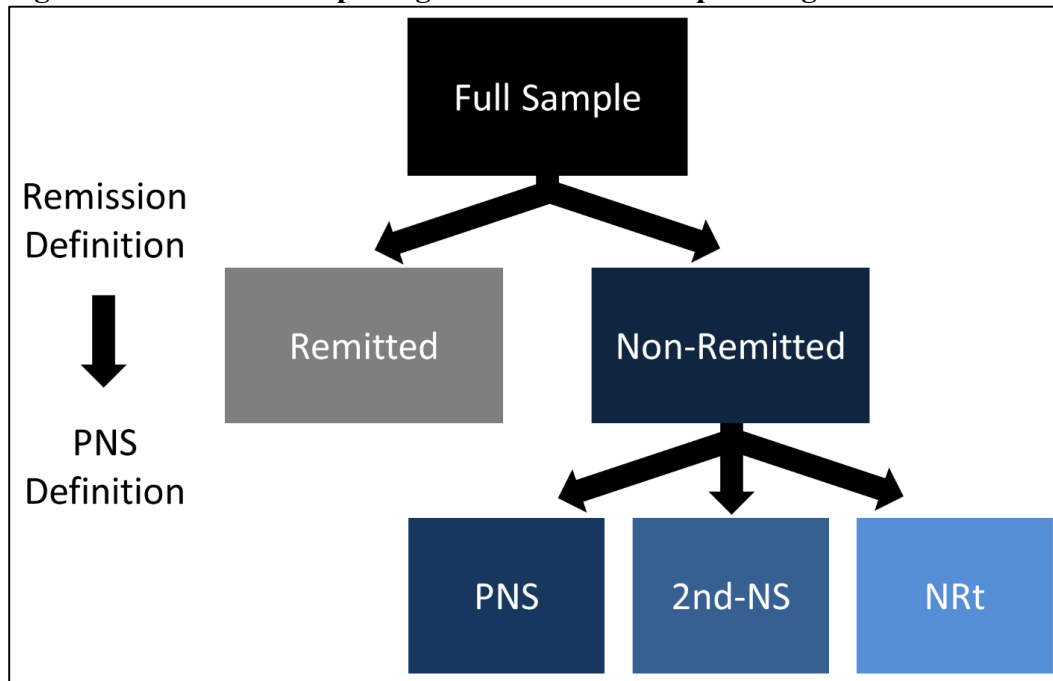 Full Sample
Remission
Definition
Remitted
Non-Remitted
PNS
Definition
PNS
2nd-NS
NRt